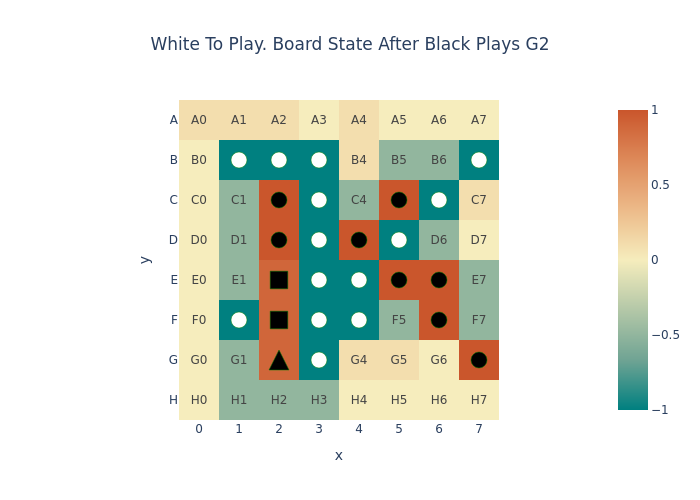 White To Play. Board State After Black Plays G2
A A0 A1 A2 A3 A4 A5 A6 A7
B B0 B4 B5 B6
C C0 C1 C4 C7
D D0 D1 D6 D7
E E0 E1 E7
F F0 F5 F7
G G0 G1 G4 G5 G6
H H0 H1 H2 H3 H4 H5 H6 H7
0 1 2 3 4 5 6 7
x
y
1
0.5
0
−0.5
−1